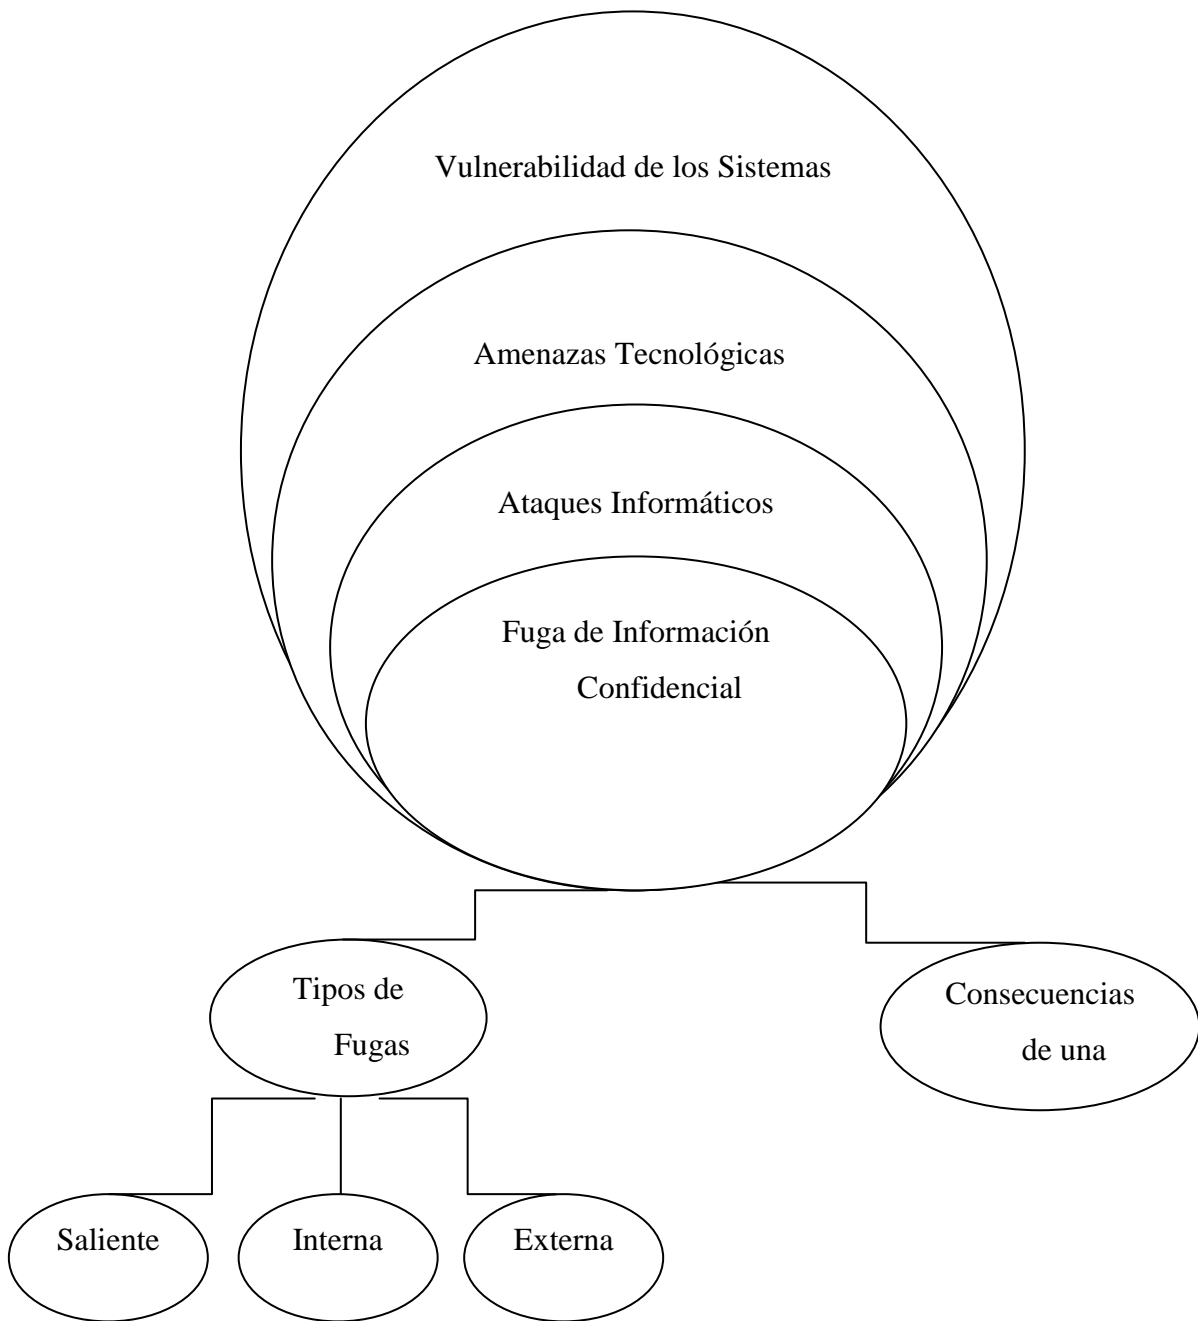 Vulnerabilidad de los Sistemas
Amenazas Tecnológicas
Ataques Informáticos
Fuga de Información
Confidencial
Tipos de
Fugas
Consecuencias
de una
Saliente
Interna
Externa